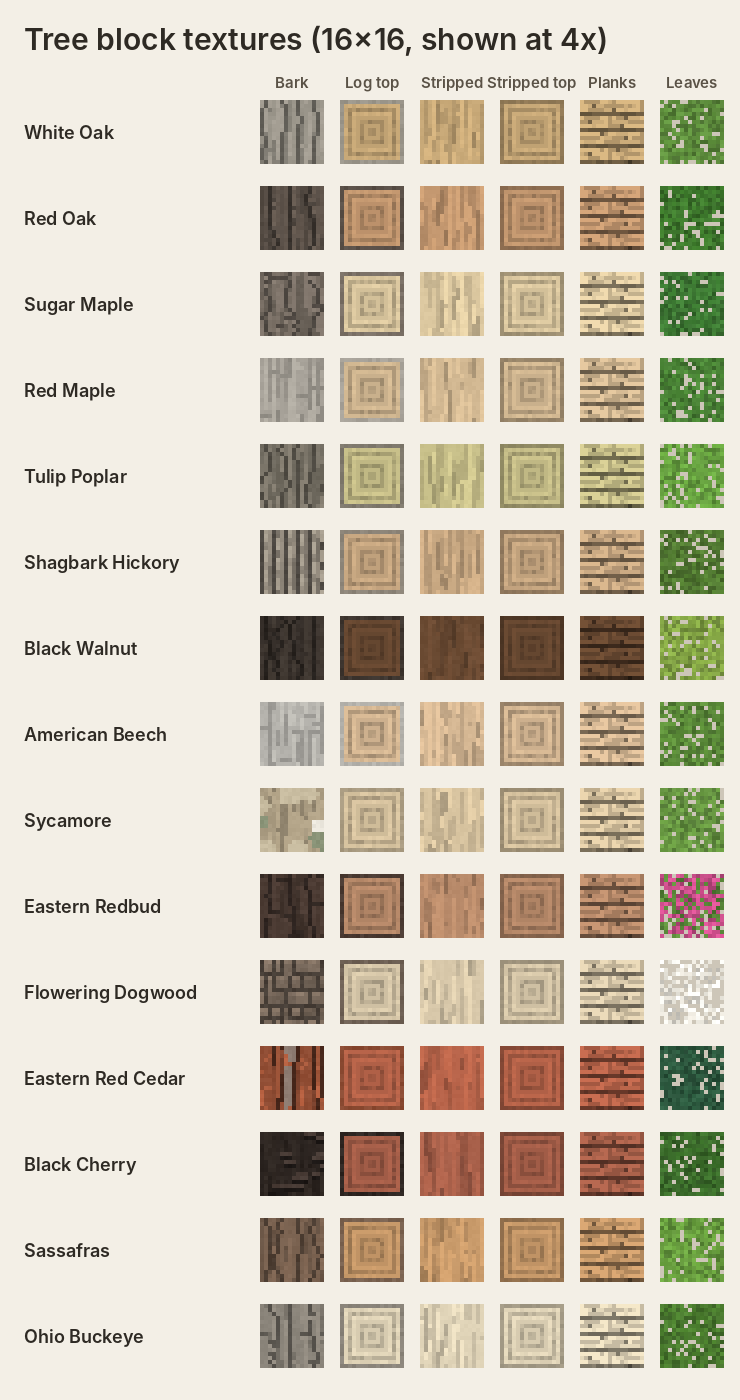 Tree block textures (16×16, shown at 4x)
Bark Log top Stripped Stripped top Planks Leaves
White Oak
Red Oak
Sugar Maple
Red Maple
Tulip Poplar
Shagbark Hickory
Black Walnut
American Beech
Sycamore
Eastern Redbud
Flowering Dogwood
Eastern Red Cedar
Black Cherry
Sassafras
Ohio Buckeye